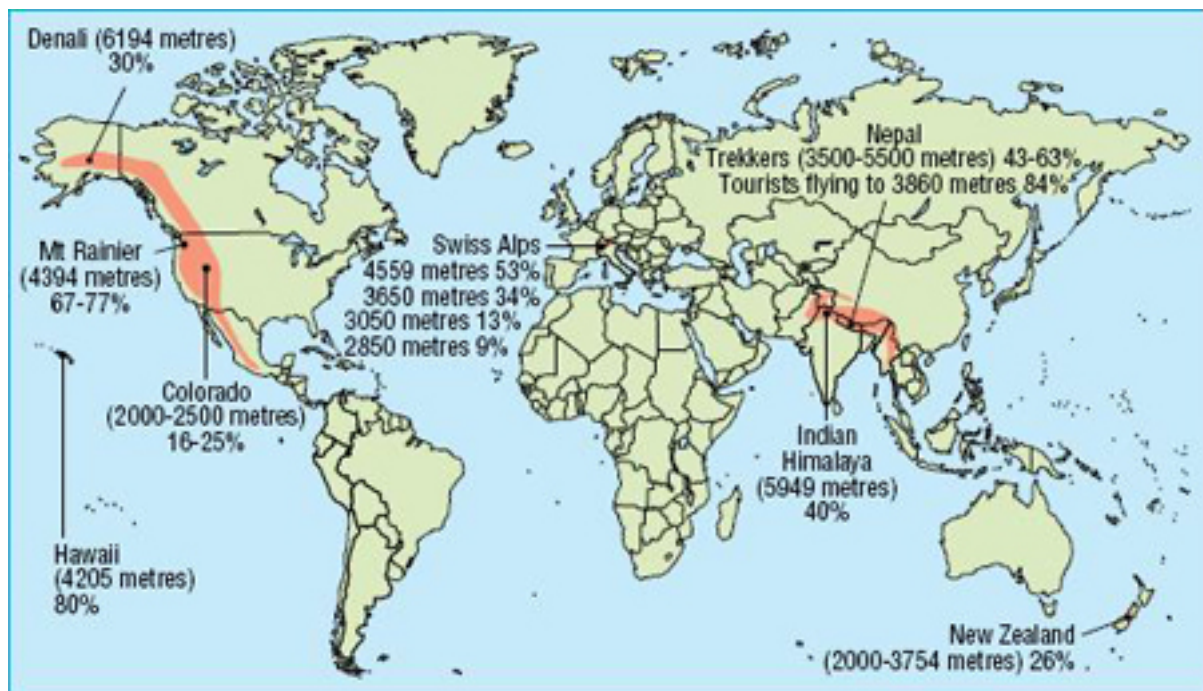 Denali (6194 metres)
30%
Nepal
Trekkers (3500-5500 metres) 43-63%
Tourists flying to 3860 metres 84%
Mt Rainier
(4394 metres)
67-77%
Swiss Alps
4559 metres 53%
3650 metres 34%
3050 metres 13%
2850 metres 9%
Colorado
(2000-2500 metres)
16-25%
Indian
Himalaya
(5949 metres)
40%
Hawaii
(4205 metres)
80%
New Zealand
(2000-3754 metres) 26%